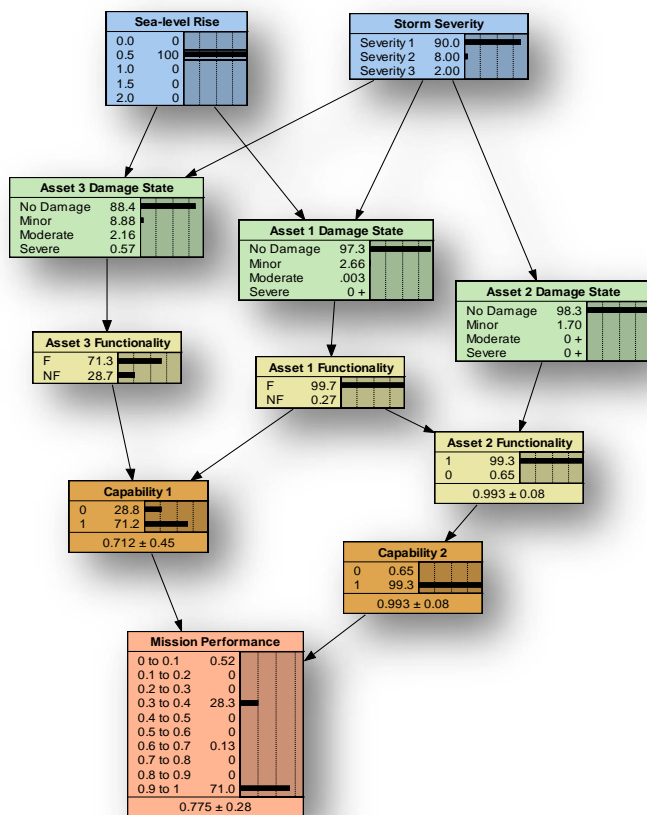 Sea-level Rise
0.0 0
0.5 100
1.0 0
1.5 0
2.0 0
Storm Severity
Severity 1 90.0
Severity 2 8.00
Severity 3 2.00
Asset 3 Damage State
No Damage 88.4
Minor 8.88
Moderate 2.16
Severe 0.57
Asset 1 Damage State
No Damage 97.3
Minor 2.66
Moderate .003
Severe 0 +
Asset 2 Damage State
No Damage 98.3
Minor 1.70
Moderate 0 +
Severe 0 +
Asset 3 Functionality
F 71.3
NF 28.7
Asset 1 Functionality
F 99.7
NF 0.27
Asset 2 Functionality
1 99.3
0 0.65
0.993 ± 0.08
Capability 1
0 28.8
1 71.2
0.712 ± 0.45
Capability 2
0 0.65
1 99.3
0.993 ± 0.08
Mission Performance
0 to 0.1 0.52
0.1 to 0.2 0
0.2 to 0.3 0
0.3 to 0.4 28.3
0.4 to 0.5 0
0.5 to 0.6 0
0.6 to 0.7 0.13
0.7 to 0.8 0
0.8 to 0.9 0
0.9 to 1 71.0
0.775 ± 0.28